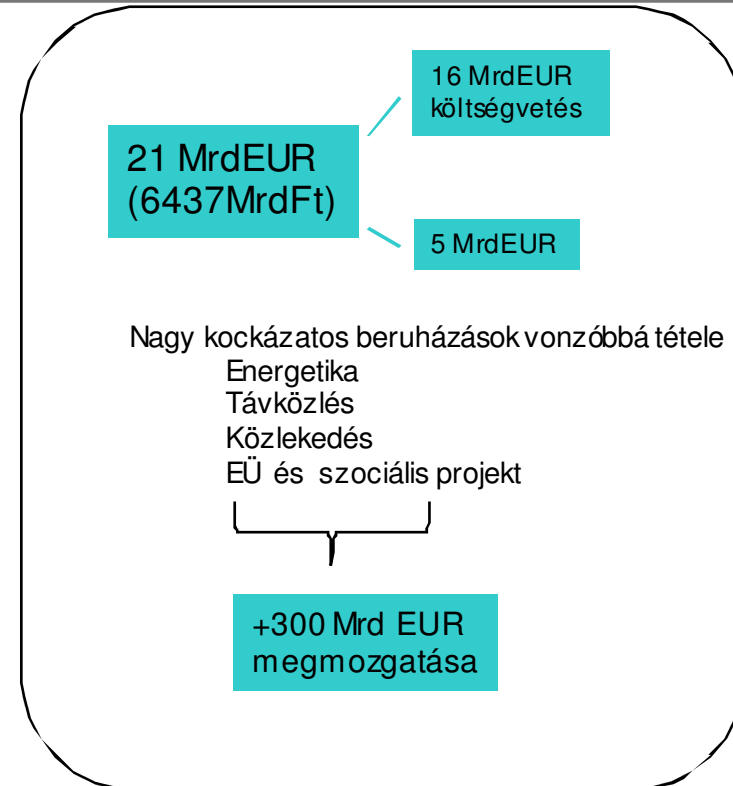 16 MrdEUR
költségvetés
21 MrdEUR
(6437MrdFt)
5 MrdEUR
Nagy kockázatos beruházások vonzóbbá tétele
Energetika
Távközlés
Közlekedés
EÜ és szociális projekt
+300 Mrd EUR
megmozgatása